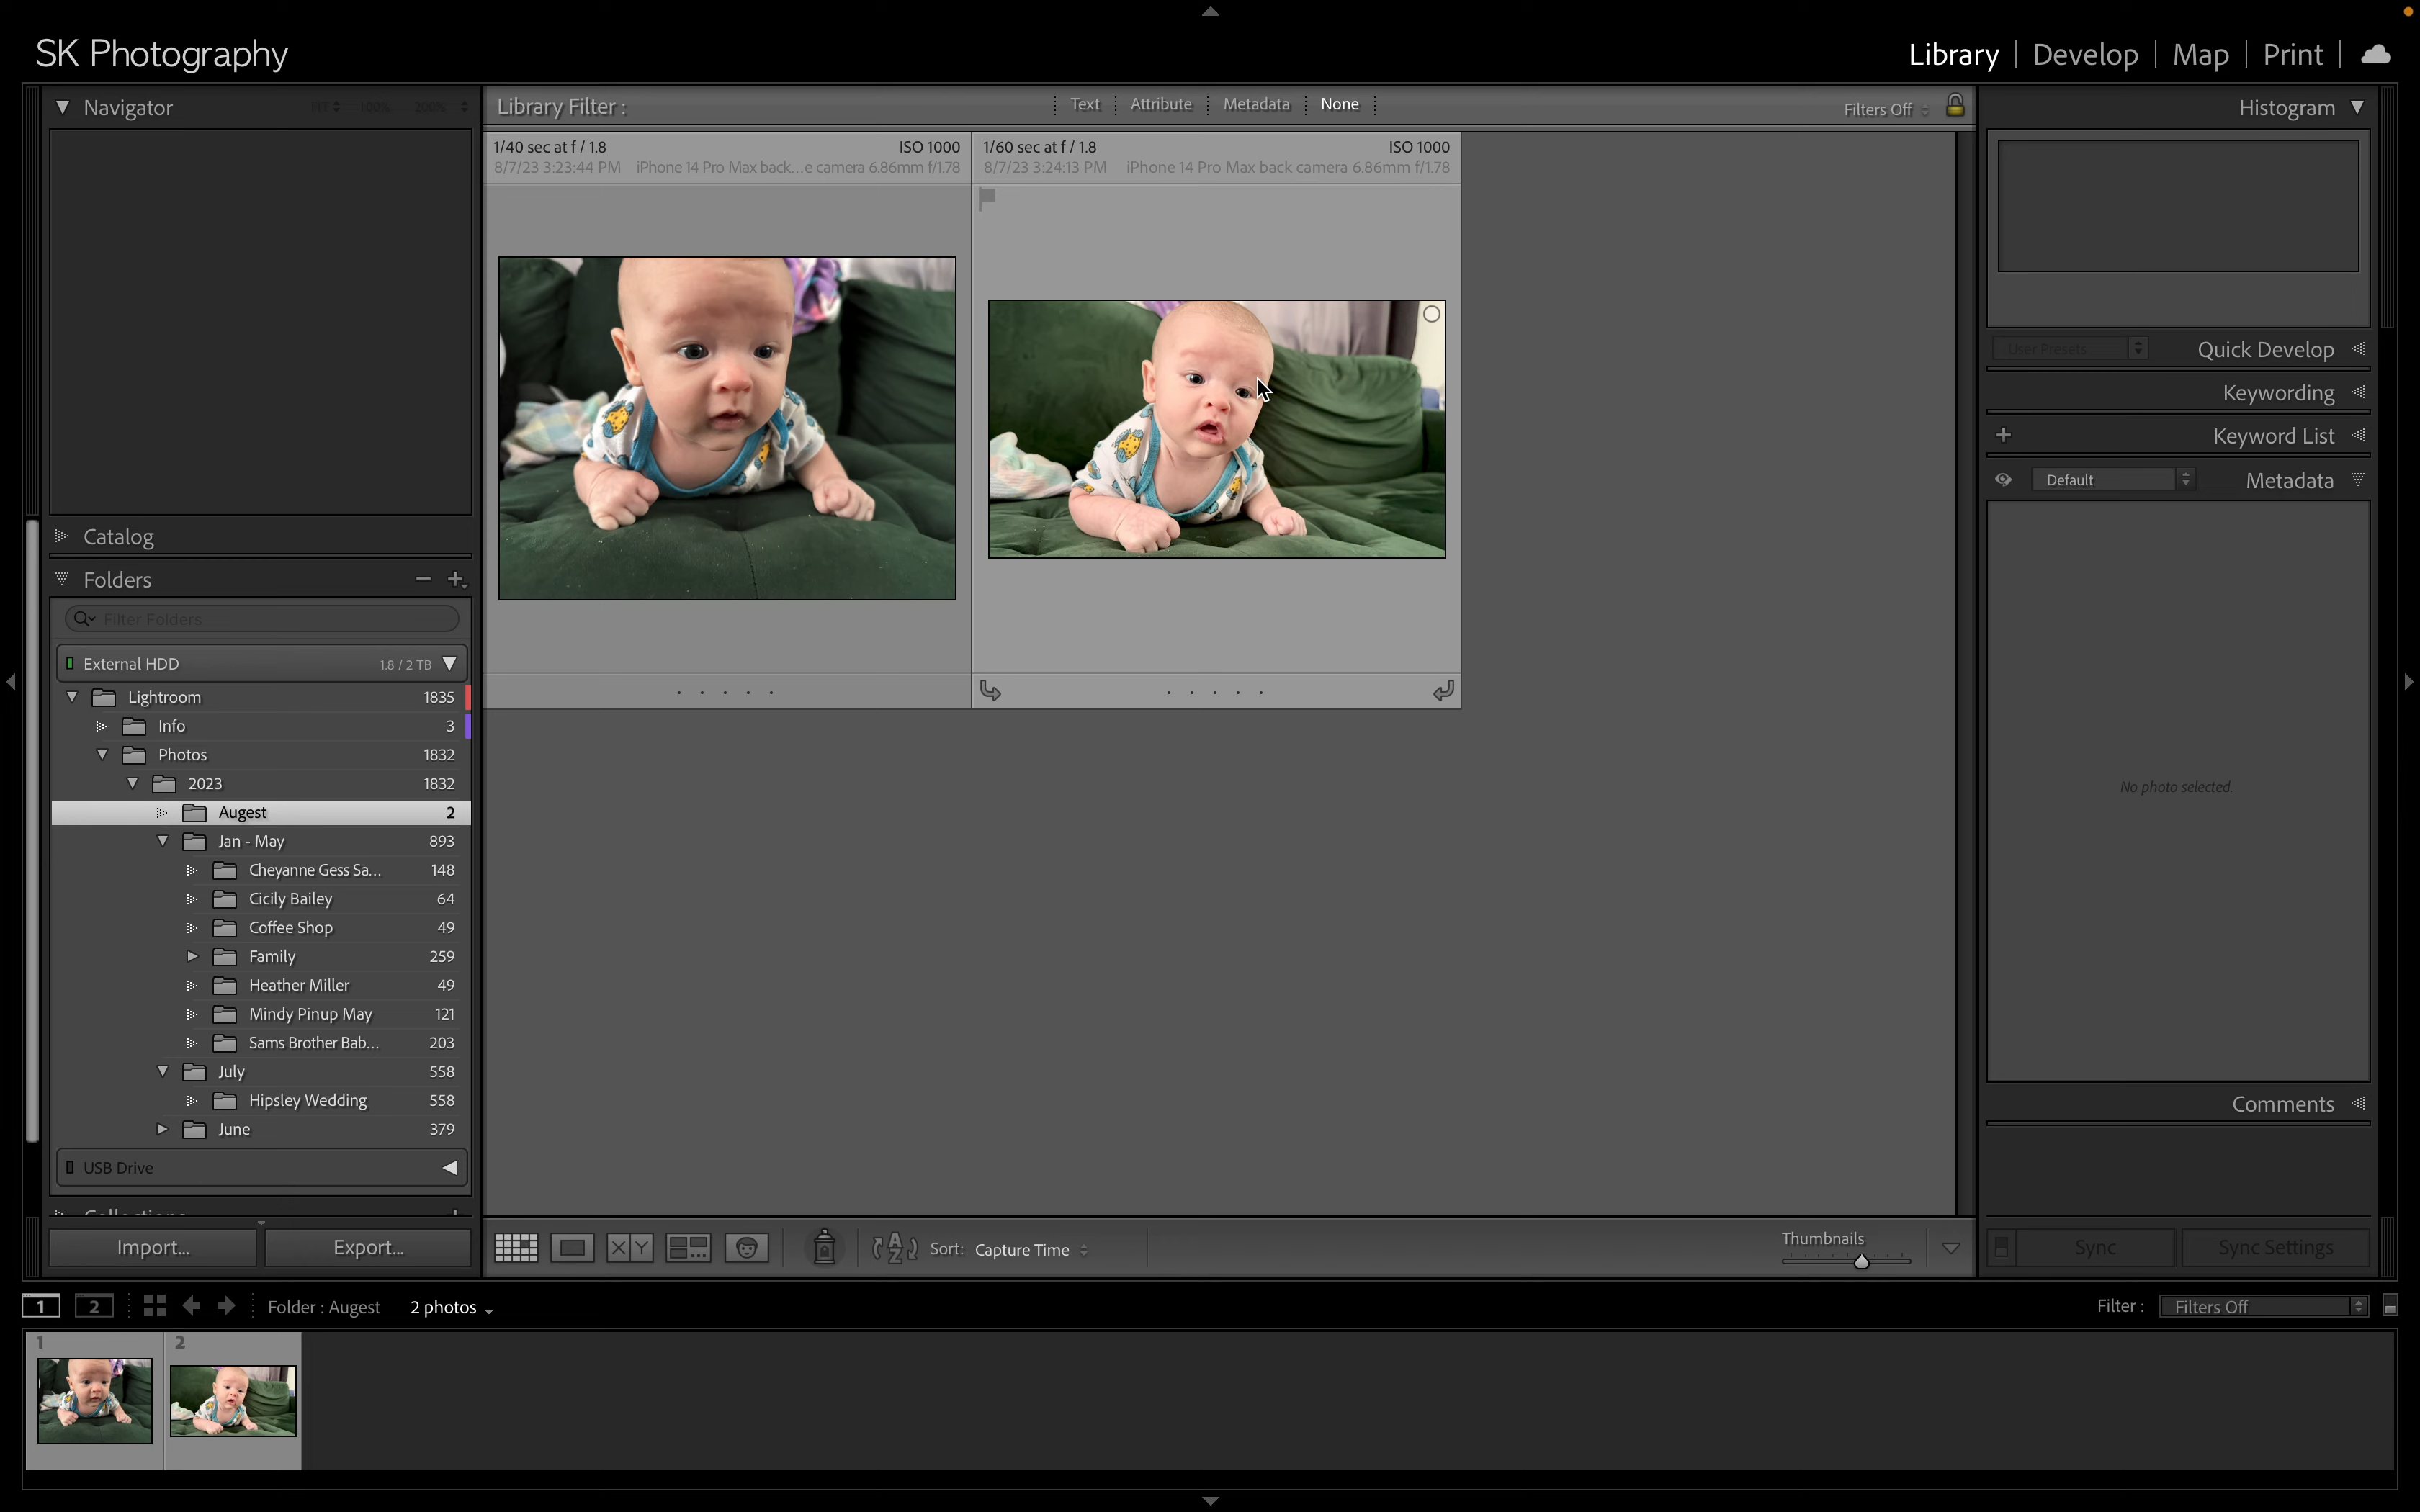 SK Photography
Library | Develop | Map | Print
Navigator FIT 100% 200%
Library Filter : Text Attribute Metadata None Filters Off
Histogram
1/40 sec at f / 1.8 ISO 1000
8/7/23 3:23:44 PM iPhone 14 Pro Max back...e camera 6.86mm f/1.78
1/60 sec at f / 1.8 ISO 1000
8/7/23 3:24:13 PM iPhone 14 Pro Max back camera 6.86mm f/1.78
User Presets Quick Develop
Keywording
+ Keyword List
Default Metadata
No photo selected.
Comments
Catalog
Folders
Filter Folders
External HDD 1.8 / 2 TB
Lightroom 1835
Info 3
Photos 1832
2023 1832
Augest 2
Jan - May 893
Cheyanne Gess Sa... 148
Cicily Bailey 64
Coffee Shop 49
Family 259
Heather Miller 49
Mindy Pinup May 121
Sams Brother Bab... 203
July 558
Hipsley Wedding 558
June 379
USB Drive
Collections
Import... Export...
X Y
Sort: Capture Time
Thumbnails
Sync Sync Settings
1 2 Folder : Augest 2 photos
Filter : Filters Off
1 2